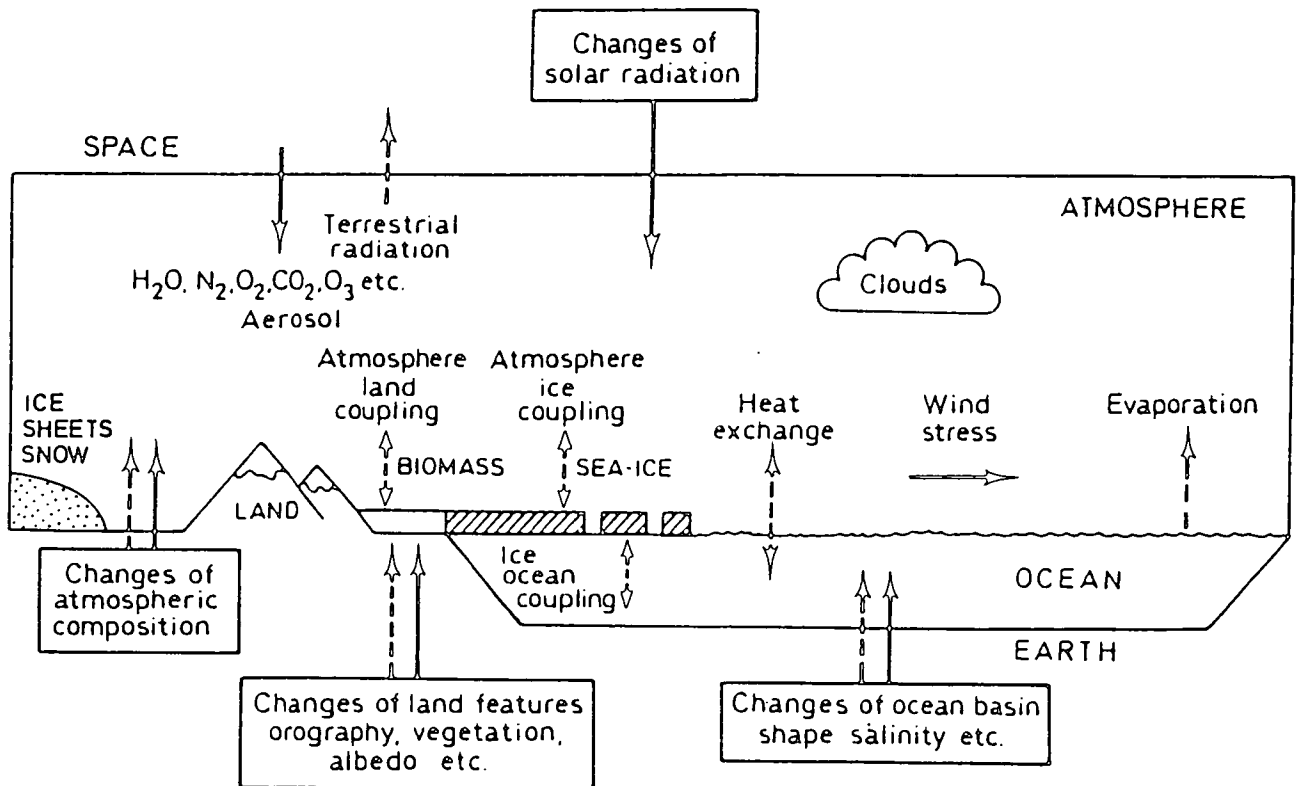 Changes of
solar radiation
SPACE
ATMOSPHERE
Terrestrial
radiation
H₂O, N₂,O₂,CO₂,O₃ etc.
Aerosol
Clouds
Atmosphere
land
coupling
Atmosphere
ice
coupling
ICE
SHEETS
SNOW
Heat
exchange
Wind
stress
Evaporation
BIOMASS
SEA-ICE
LAND
Changes of
atmospheric
composition
Ice
ocean
coupling
OCEAN
EARTH
Changes of land features
orography, vegetation,
albedo etc.
Changes of ocean basin
shape salinity etc.